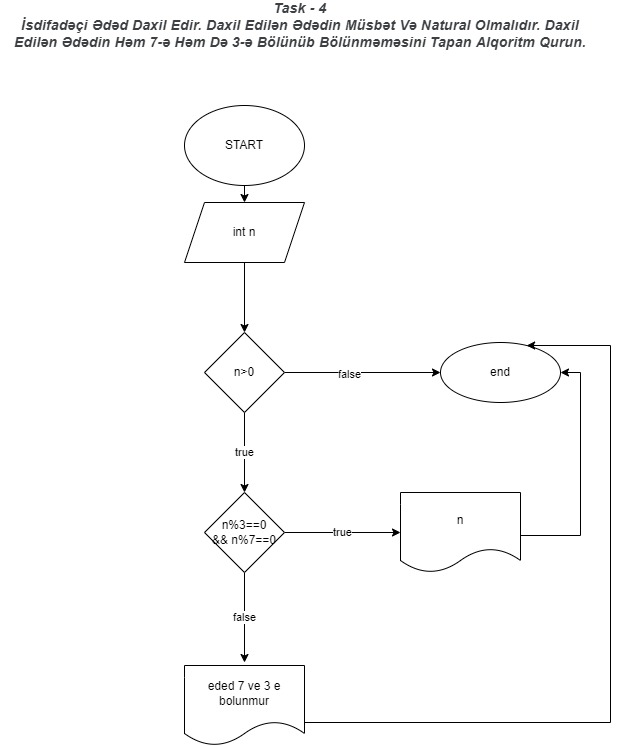 Task - 4
İsdifadəçi Ədəd Daxil Edir. Daxil Edilən Ədədin Müsbət Və Natural Olmalıdır. Daxil
Edilən Ədədin Həm 7-ə Həm Də 3-ə Bölünüb Bölünməməsini Tapan Alqoritm Qurun.
START
int n
n>0
false
end
true
n%3==0
&& n%7==0
true
n
false
eded 7 ve 3 e
bolunmur